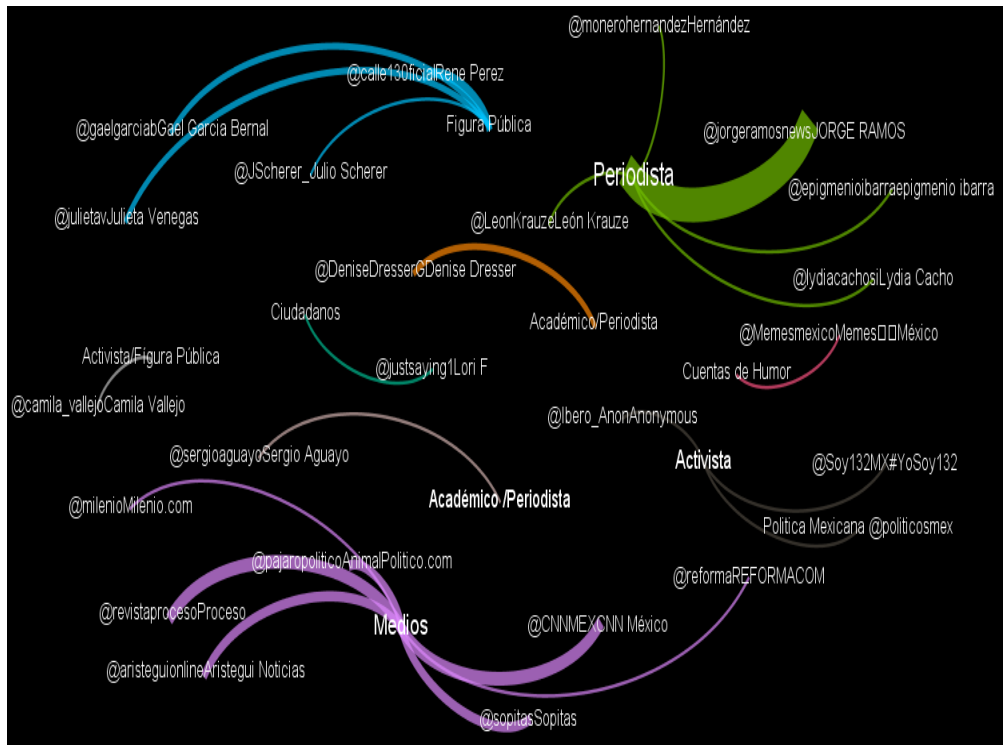 @monerohernandezHernández
@calle13OficialRene Perez
@gaelgarciabGael Garcia Bernal
Figura Pública
@jorgeramosnewsJORGE RAMOS
@JScherer_Julio Scherer
Periodista
@epigmenioibarraepigmenio ibarra
@julietavJulieta Venegas
@LeonKrauzeLeón Krauze
@DeniseDresserGDenise Dresser
@lydiacachosiLydia Cacho
Ciudadanos
Académico/Periodista
@MemesmexicoMemes▯▯México
Activista/Figura Pública
@justsaying1Lori F
Cuentas de Humor
@camila_vallejoCamila Vallejo
@Ibero_AnonAnonymous
@sergioaguayoSergio Aguayo
Activista
@Soy132MX#YoSoy132
@milenioMilenio.com
Académico /Periodista
Politica Mexicana @politicosmex
@pajaropoliticoAnimalPolitico.com
@reformaREFORMACOM
@revistaprocesoProceso
Medios
@CNNMEXCNN México
@aristeguionlineAristegui Noticias
@sopitasSopitas